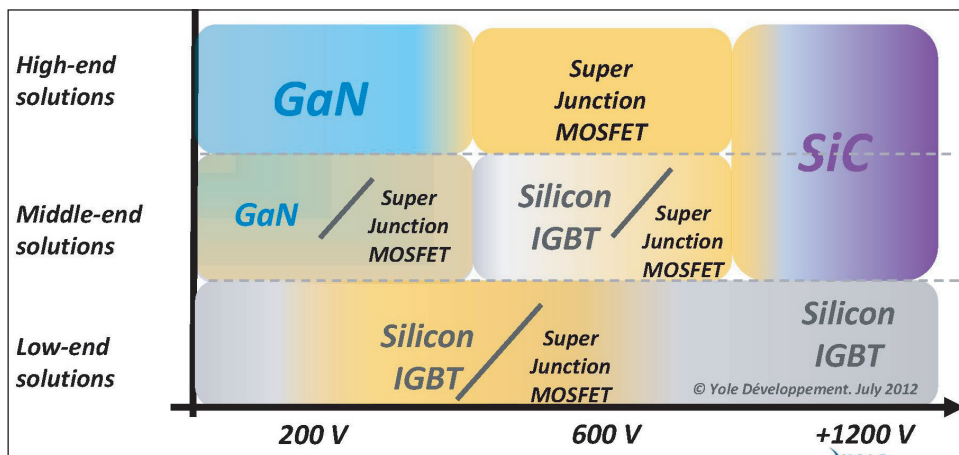 High-end
solutions
GaN
Super
Junction
MOSFET
SiC
Middle-end
solutions
GaN
Super
Junction
MOSFET
Silicon
IGBT
Super
Junction
MOSFET
Low-end
solutions
Silicon
IGBT
Super
Junction
MOSFET
Silicon
IGBT
© Yole Développement. July 2012
200 V
600 V
+1200 V